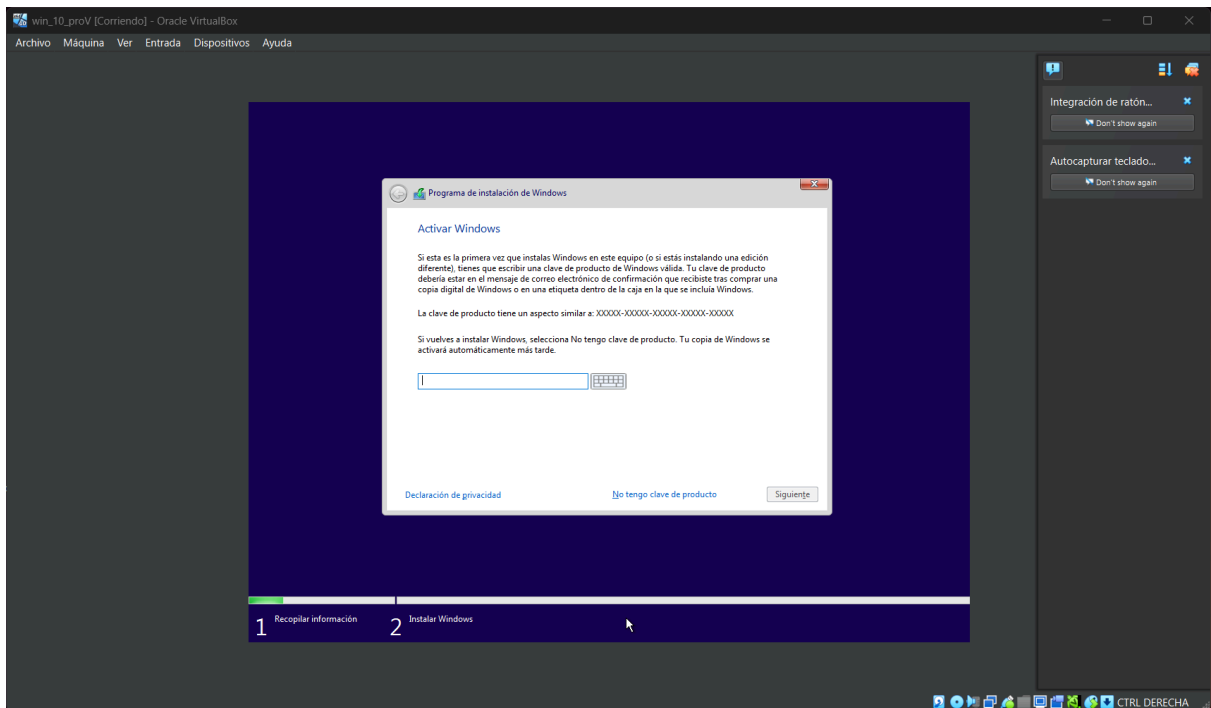 win_10_proV [Corriendo] - Oracle VirtualBox
Archivo Máquina Ver Entrada Dispositivos Ayuda
Integración de ratón...
Don't show again
Autocapturar teclado...
Don't show again
Programa de instalación de Windows
Activar Windows
Si esta es la primera vez que instalas Windows en este equipo (o si estás instalando una edición
diferente), tienes que escribir una clave de producto de Windows válida. Tu clave de producto
debería estar en el mensaje de correo electrónico de confirmación que recibiste tras comprar una
copia digital de Windows o en una etiqueta dentro de la caja en la que se incluía Windows.
La clave de producto tiene un aspecto similar a: XXXXX-XXXXX-XXXXX-XXXXX-XXXXX
Si vuelves a instalar Windows, selecciona No tengo clave de producto. Tu copia de Windows se
activará automáticamente más tarde.
Declaración de privacidad
No tengo clave de producto
Siguiente
1 Recopilar información
2 Instalar Windows
CTRL DERECHA